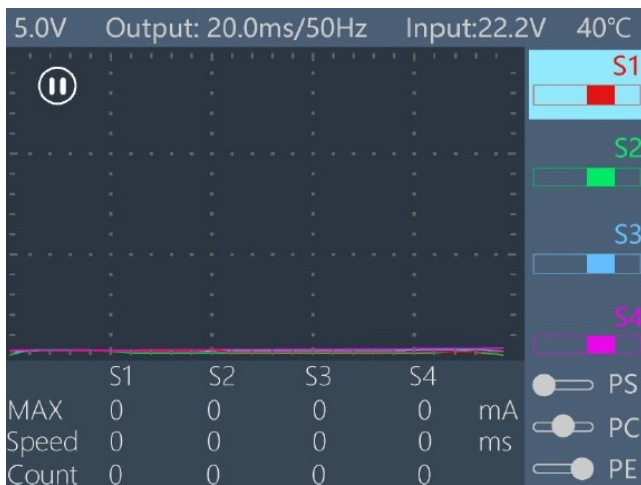 5.0V Output: 20.0ms/50Hz Input:22.2V 40℃
S1
S2
S3
S4
S1 S2 S3 S4
MAX 0 0 0 0 mA
Speed 0 0 0 0 ms
Count 0 0 0 0
PS
PC
PE